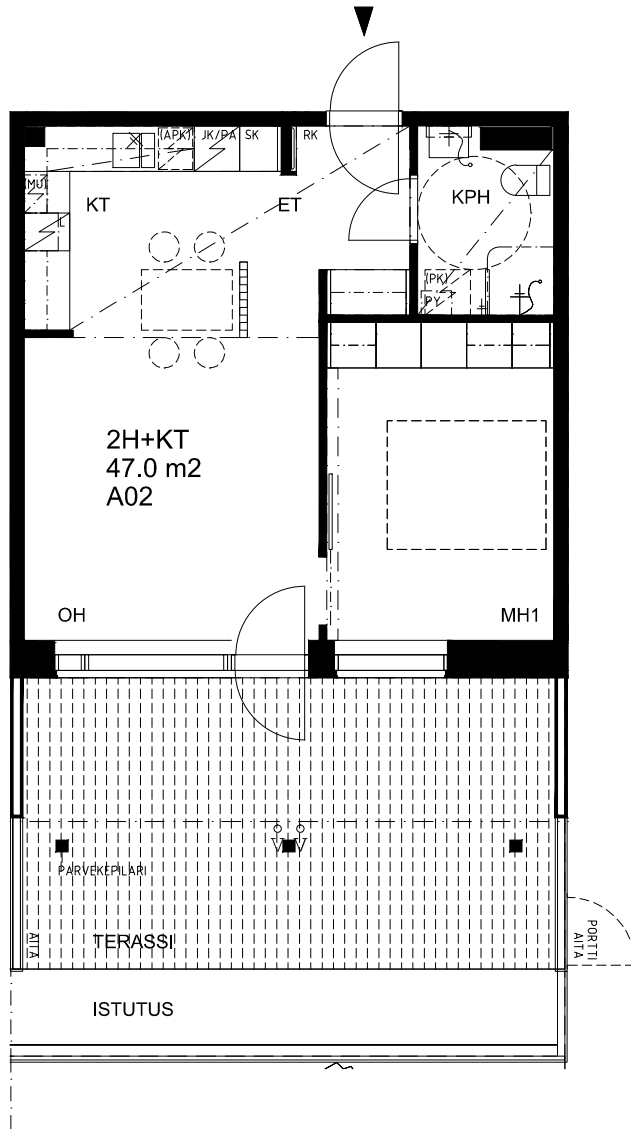 (APK) JK/PA SK RK
(MU)
L
KT ET KPH
(PK)
PY
2H+KT
47.0 m2
A02
OH MH1
PARVEKEPILARI
AITA
TERASSI
PORTTI
AITA
ISTUTUS